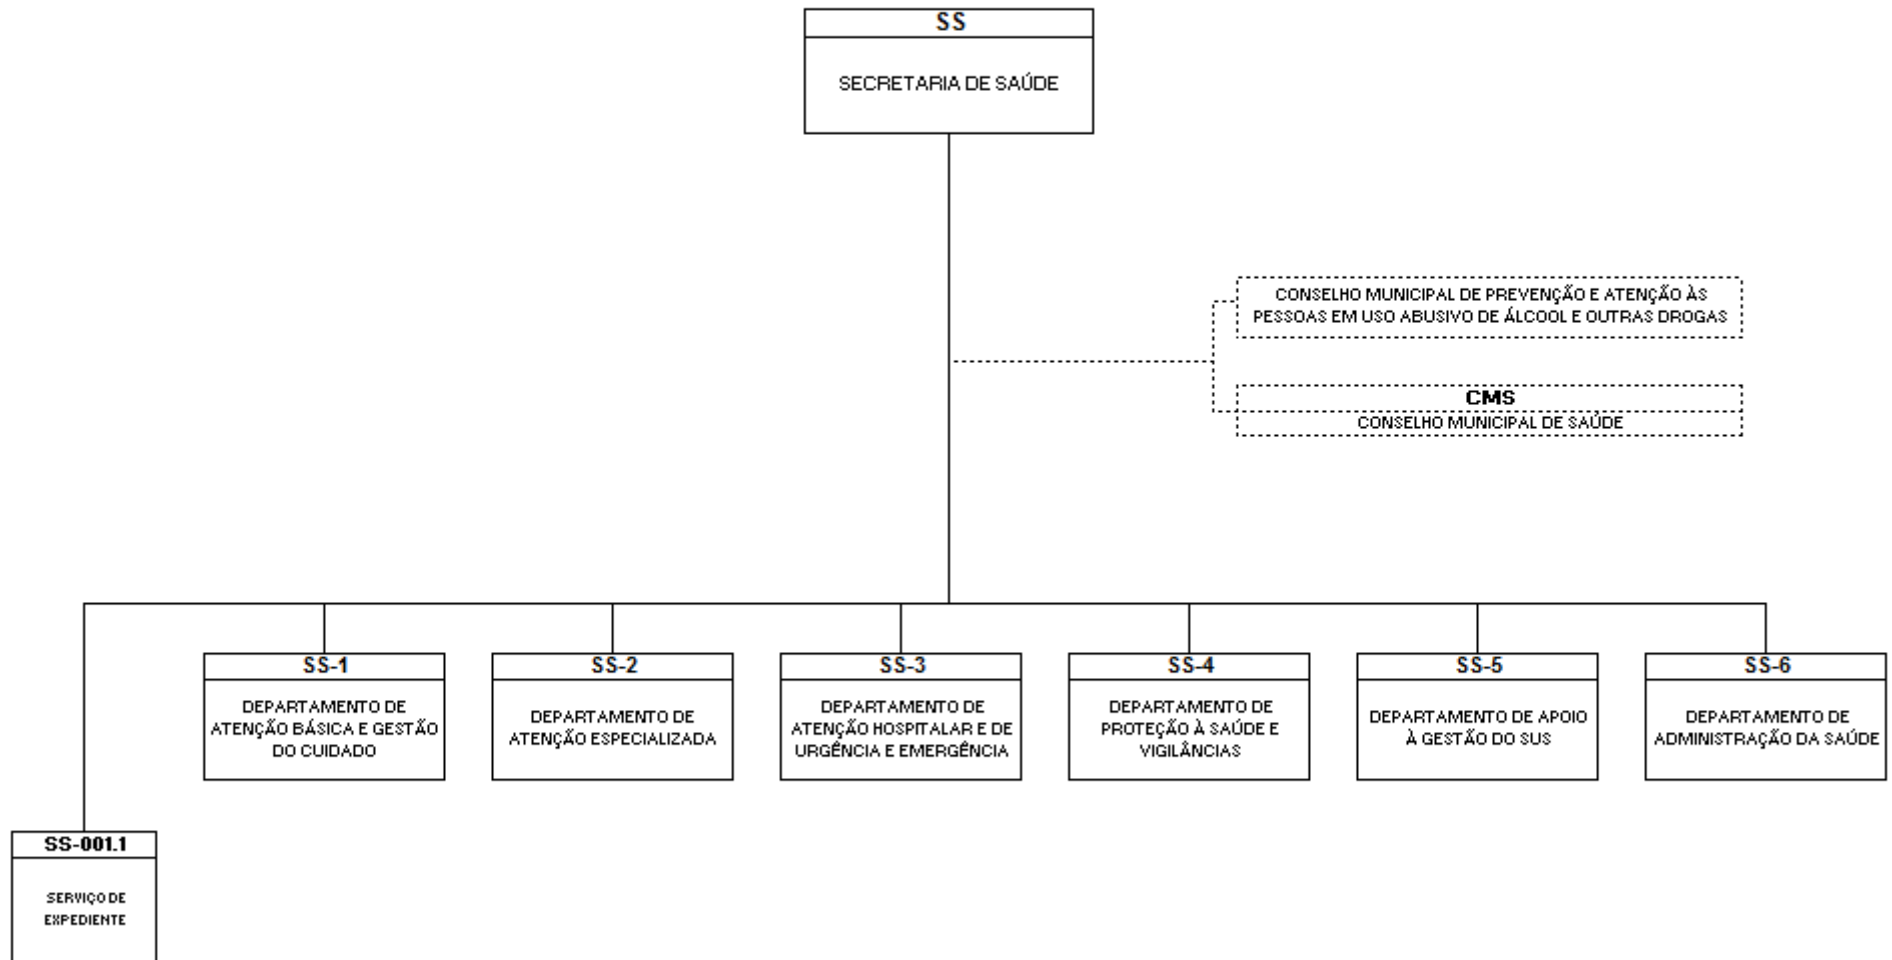 SS
SECRETARIA DE SAÚDE
CONSELHO MUNICIPAL DE PREVENÇÃO E ATENÇÃO ÀS
PESSOAS EM USO ABUSIVO DE ÁLCOOL E OUTRAS DROGAS
CMS
CONSELHO MUNICIPAL DE SAÚDE
SS-1
DEPARTAMENTO DE
ATENÇÃO BÁSICA E GESTÃO
DO CUIDADO
SS-2
DEPARTAMENTO DE
ATENÇÃO ESPECIALIZADA
SS-3
DEPARTAMENTO DE
ATENÇÃO HOSPITALAR E DE
URGÊNCIA E EMERGÊNCIA
SS-4
DEPARTAMENTO DE
PROTEÇÃO À SAÚDE E
VIGILÂNCIAS
SS-5
DEPARTAMENTO DE APOIO
À GESTÃO DO SUS
SS-6
DEPARTAMENTO DE
ADMINISTRAÇÃO DA SAÚDE
SS-001.1
SERVIÇO DE
EXPEDIENTE